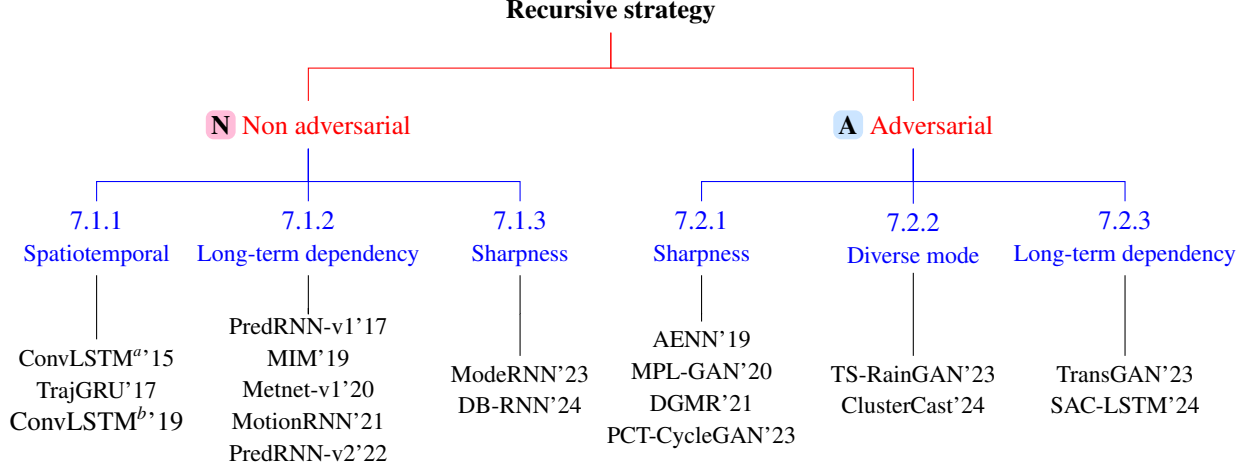 Recursive strategy
N Non adversarial
A Adversarial
7.1.1
Spatiotemporal
ConvLSTMᵃ'15
TrajGRU'17
ConvLSTMᵇ'19
7.1.2
Long-term dependency
PredRNN-v1'17
MIM'19
Metnet-v1'20
MotionRNN'21
PredRNN-v2'22
7.1.3
Sharpness
ModeRNN'23
DB-RNN'24
7.2.1
Sharpness
AENN'19
MPL-GAN'20
DGMR'21
PCT-CycleGAN'23
7.2.2
Diverse mode
TS-RainGAN'23
ClusterCast'24
7.2.3
Long-term dependency
TransGAN'23
SAC-LSTM'24